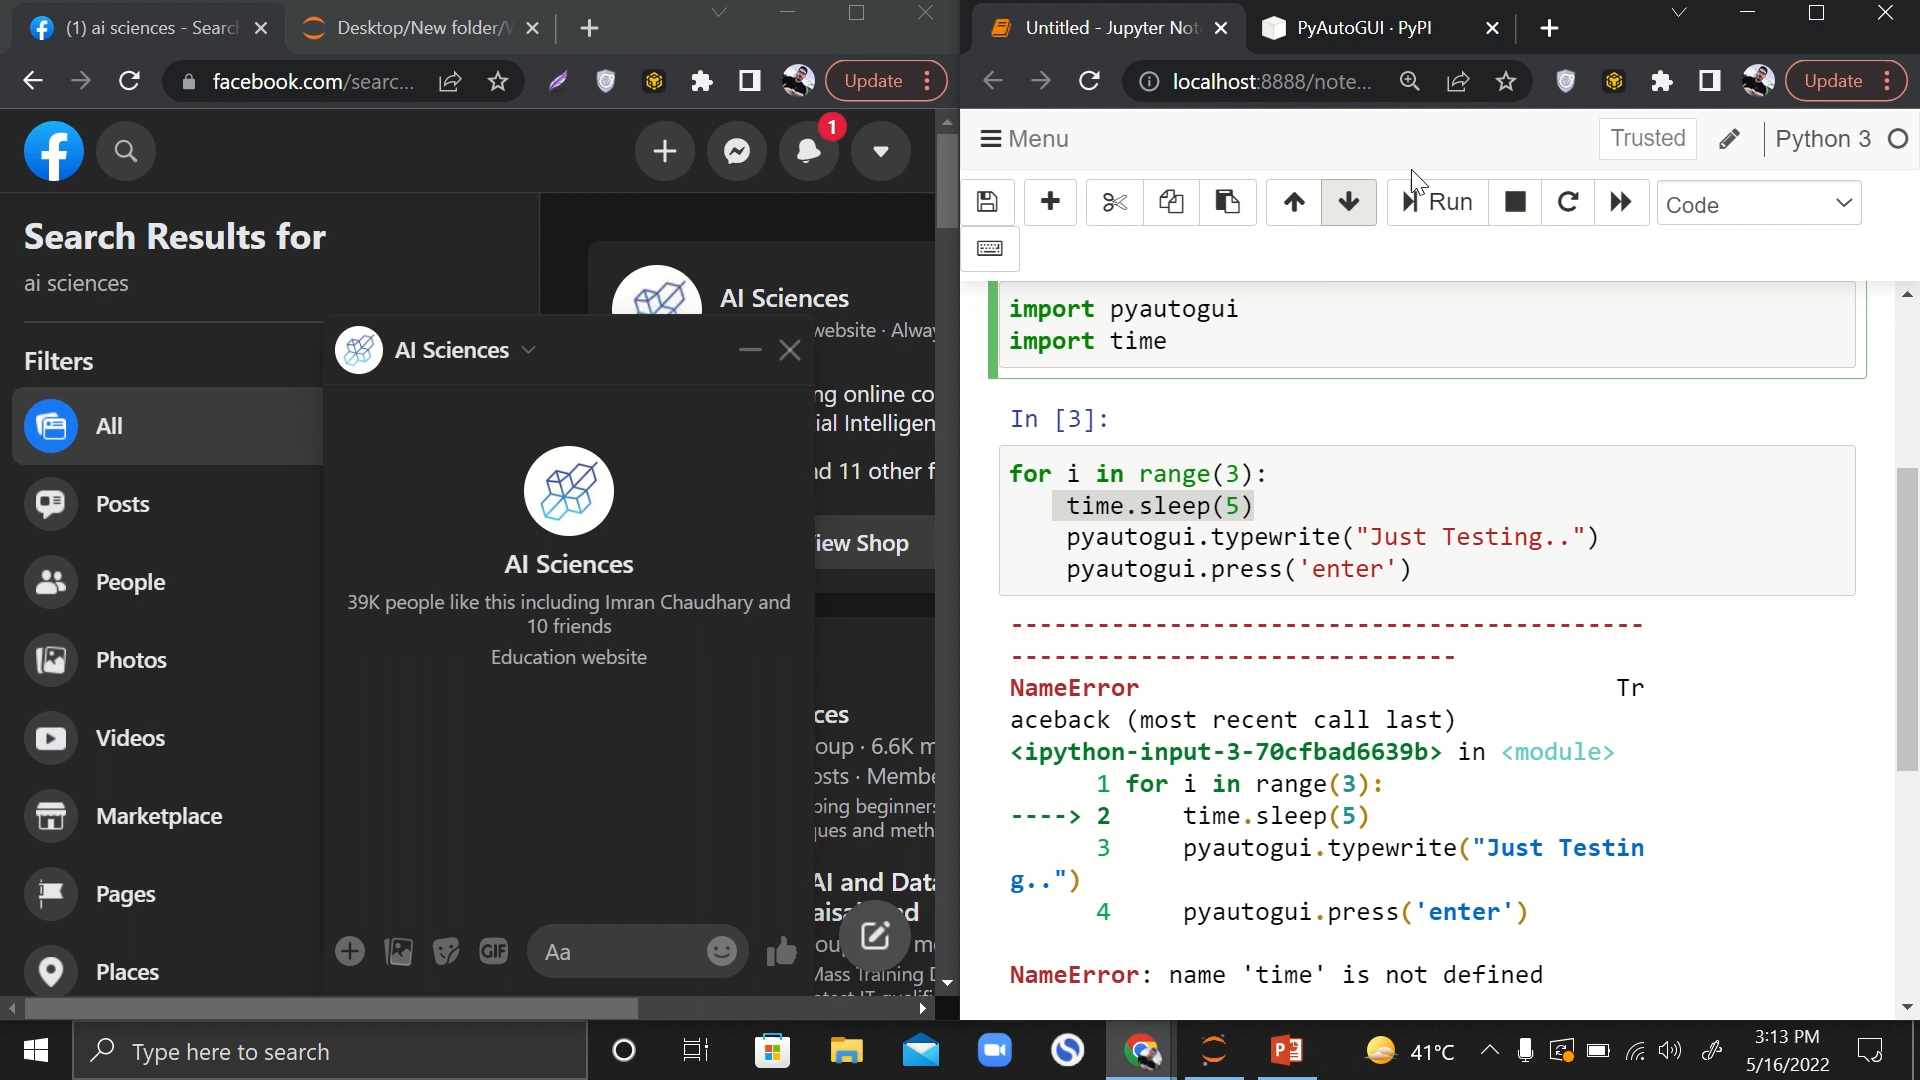 (1) ai sciences - Search
Desktop/New folder/
facebook.com/searc...
Update
1
Search Results for
ai sciences
Filters
All
Posts
People
Photos
Videos
Marketplace
Pages
Places
AI Sciences
website · Alway
ng online co
ial Intelligen
d 11 other f
iew Shop
ces
oup · 6.6K m
osts · Membe
ping beginners
ques and meth
AI and Data
AI Sciences
AI Sciences
39K people like this including Imran Chaudhary and
10 friends
Education website
GIF
Aa
Untitled - Jupyter Not
PyAutoGUI · PyPI
localhost:8888/note...
Update
Menu
Trusted
Python 3
Run
Code
import pyautogui
import time
In [3]:
for i in range(3):
time.sleep(5)
pyautogui.typewrite("Just Testing..")
pyautogui.press('enter')
-------------------------------------------
-------------------------------
NameError Tr
aceback (most recent call last)
<ipython-input-3-70cfbad6639b> in <module>
1 for i in range(3):
----> 2 time.sleep(5)
3 pyautogui.typewrite("Just Testin
g..")
4 pyautogui.press('enter')
NameError: name 'time' is not defined
Type here to search
41°C
3:13 PM
5/16/2022